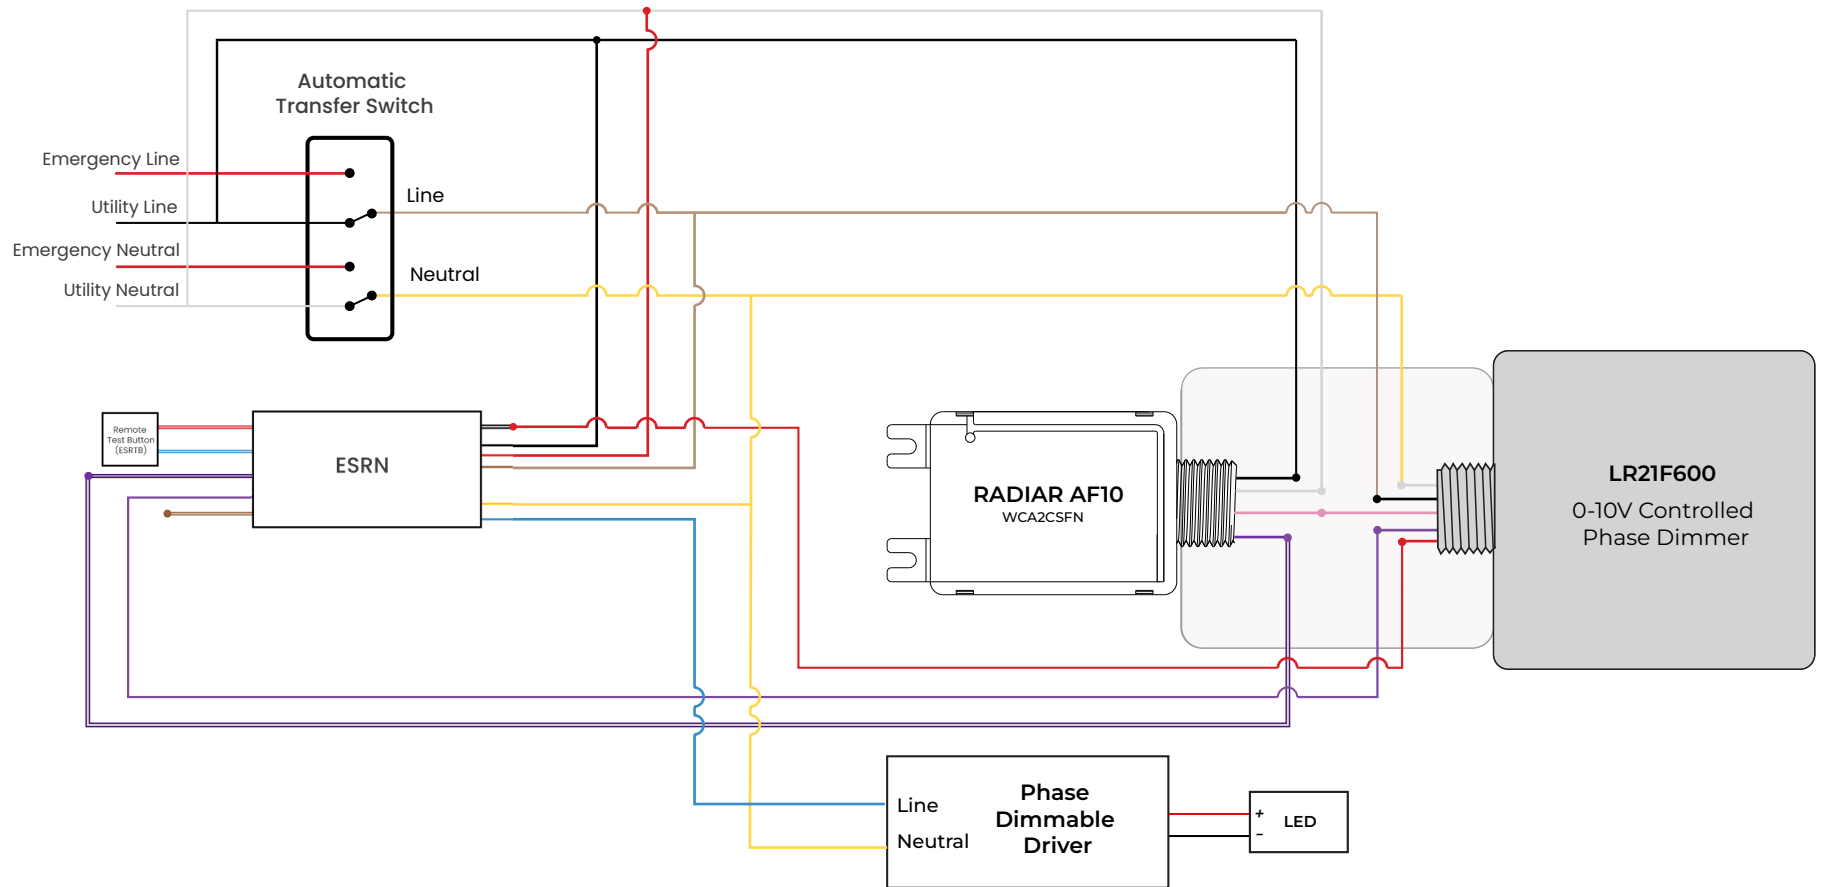 Automatic
Transfer Switch
Emergency Line
Utility Line
Emergency Neutral
Utility Neutral
Line
Neutral
Remote
Test Button
(ESRTB)
ESRN
RADIAR AF10
WCA2CSFN
LR21F600
0-10V Controlled
Phase Dimmer
Line
Neutral
Phase
Dimmable
Driver
+
–
LED